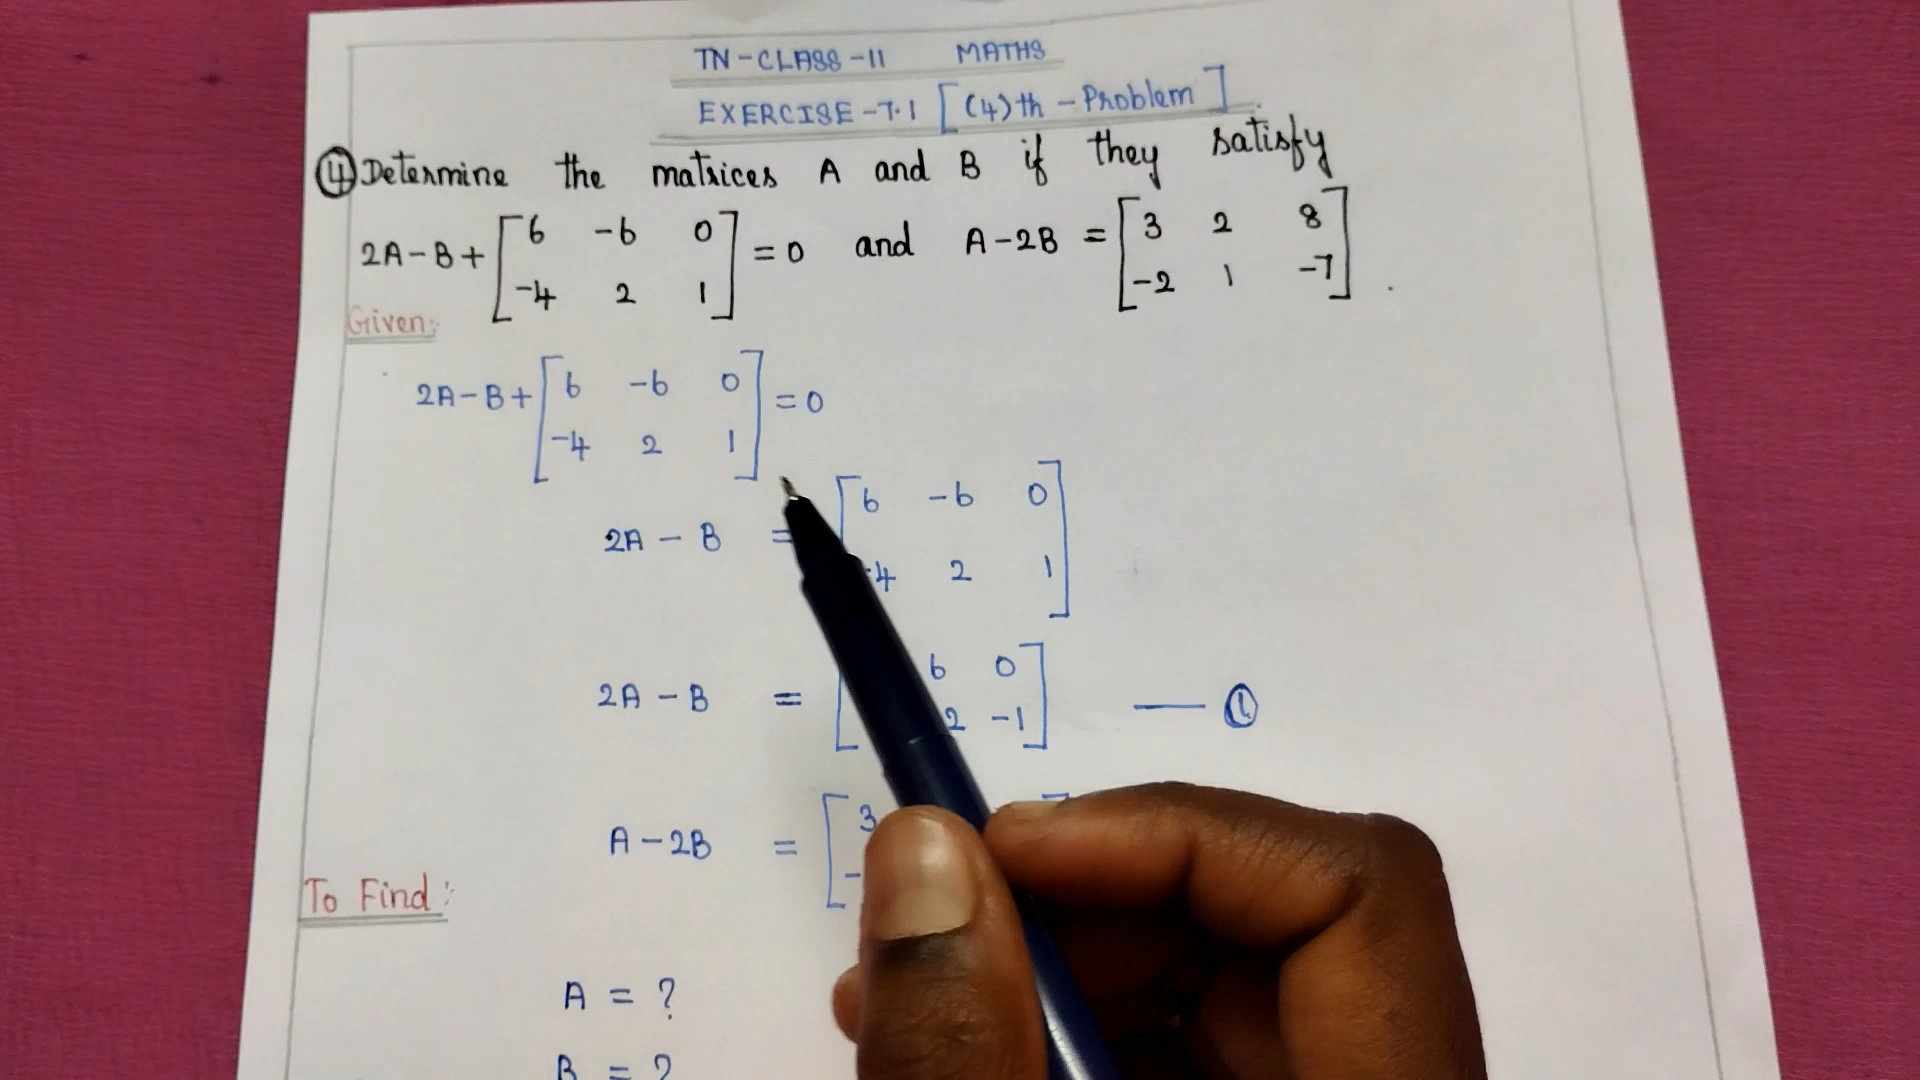 TN-CLASS-11 MATHS
EXERCISE-7.1 [(4)th-Problem]
④ Determine the matrices A and B if they satisfy
2A-B+[6 -6 0
-4 2 1]=0 and A-2B=[3 2 8
-2 1 -7].
Given:
2A-B+[6 -6 0
-4 2 1]=0
2A-B = [6 -6 0
-4 2 1]
2A-B = [ 6 0
2 -1] — ①
A-2B = [3
-
To Find:
A = ?
B = ?